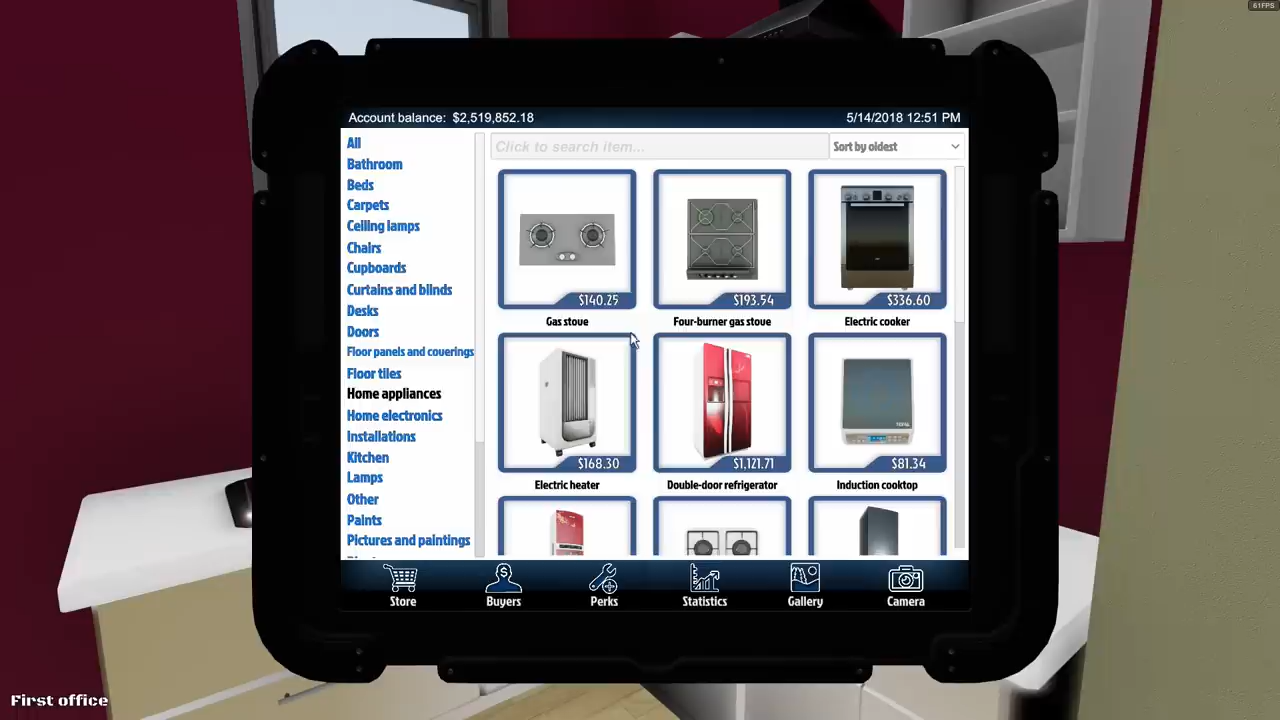 61FPS
Account balance: $2,519,852.18
5/14/2018 12:51 PM
All
Bathroom
Beds
Carpets
Ceiling lamps
Chairs
Cupboards
Curtains and blinds
Desks
Doors
Floor panels and coverings
Floor tiles
Home appliances
Home electronics
Installations
Kitchen
Lamps
Other
Paints
Pictures and paintings
Click to search item...
Sort by oldest
$140.25
$193.54
$336.60
Gas stove
Four-burner gas stove
Electric cooker
$168.30
$1,121.71
$81.34
Electric heater
Double-door refrigerator
Induction cooktop
Store
Buyers
Perks
Statistics
Gallery
Camera
First office